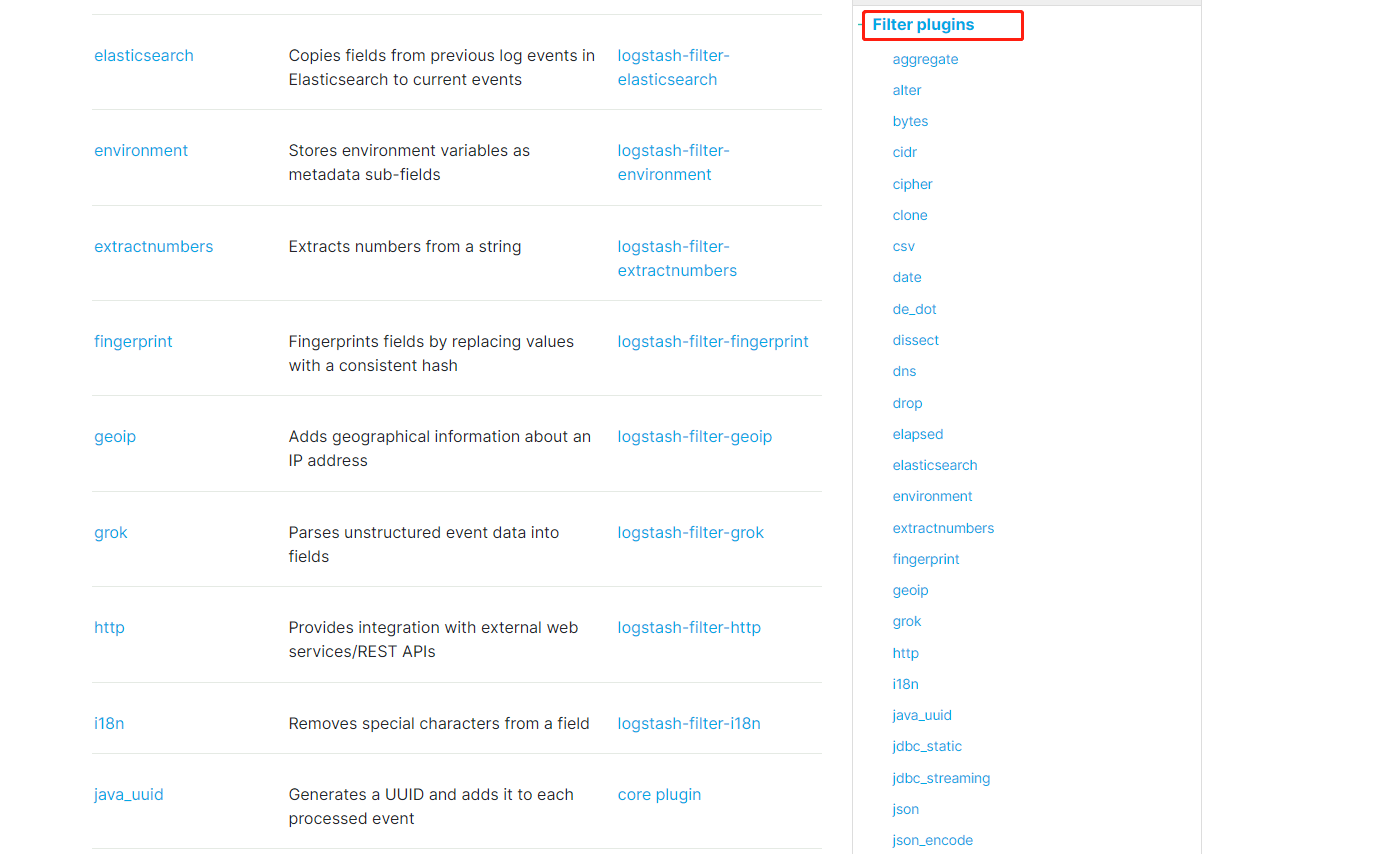 elasticsearch
Copies fields from previous log events in
Elasticsearch to current events
logstash-filter-
elasticsearch
environment
Stores environment variables as
metadata sub-fields
logstash-filter-
environment
extractnumbers
Extracts numbers from a string
logstash-filter-
extractnumbers
fingerprint
Fingerprints fields by replacing values
with a consistent hash
logstash-filter-fingerprint
geoip
Adds geographical information about an
IP address
logstash-filter-geoip
grok
Parses unstructured event data into
fields
logstash-filter-grok
http
Provides integration with external web
services/REST APIs
logstash-filter-http
i18n
Removes special characters from a field
logstash-filter-i18n
java_uuid
Generates a UUID and adds it to each
processed event
core plugin
Filter plugins
aggregate
alter
bytes
cidr
cipher
clone
csv
date
de_dot
dissect
dns
drop
elapsed
elasticsearch
environment
extractnumbers
fingerprint
geoip
grok
http
i18n
java_uuid
jdbc_static
jdbc_streaming
json
json_encode